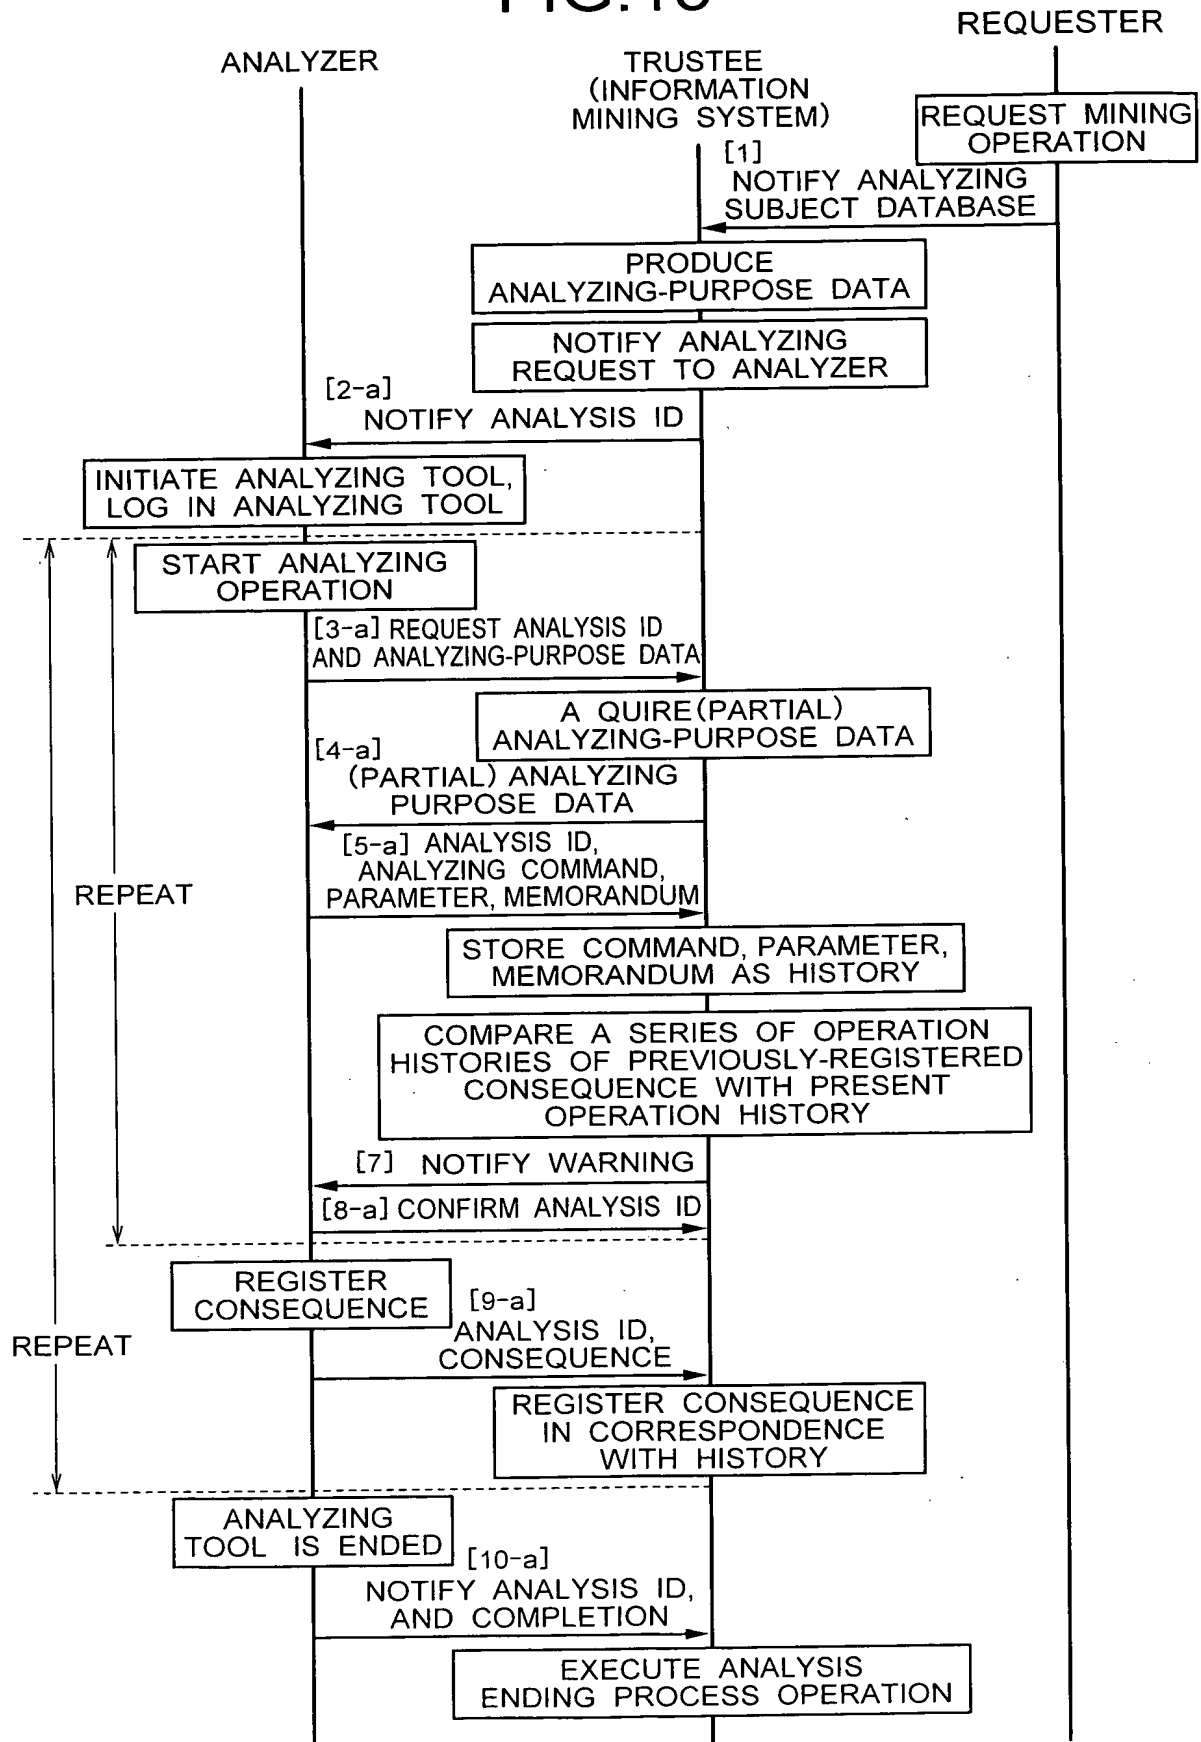 REQUESTER
ANALYZER
TRUSTEE
(INFORMATION
MINING SYSTEM)
REQUEST MINING
OPERATION
[1]
NOTIFY ANALYZING
SUBJECT DATABASE
PRODUCE
ANALYZING-PURPOSE DATA
NOTIFY ANALYZING
REQUEST TO ANALYZER
[2-a]
NOTIFY ANALYSIS ID
INITIATE ANALYZING TOOL,
LOG IN ANALYZING TOOL
START ANALYZING
OPERATION
[3-a] REQUEST ANALYSIS ID
AND ANALYZING-PURPOSE DATA
A QUIRE(PARTIAL)
ANALYZING-PURPOSE DATA
[4-a]
(PARTIAL) ANALYZING
PURPOSE DATA
[5-a] ANALYSIS ID,
ANALYZING COMMAND,
PARAMETER, MEMORANDUM
REPEAT
STORE COMMAND, PARAMETER,
MEMORANDUM AS HISTORY
COMPARE A SERIES OF OPERATION
HISTORIES OF PREVIOUSLY-REGISTERED
CONSEQUENCE WITH PRESENT
OPERATION HISTORY
[7] NOTIFY WARNING
[8-a] CONFIRM ANALYSIS ID
REGISTER
CONSEQUENCE
[9-a]
ANALYSIS ID,
CONSEQUENCE
REPEAT
REGISTER CONSEQUENCE
IN CORRESPONDENCE
WITH HISTORY
ANALYZING
TOOL IS ENDED
[10-a]
NOTIFY ANALYSIS ID,
AND COMPLETION
EXECUTE ANALYSIS
ENDING PROCESS OPERATION